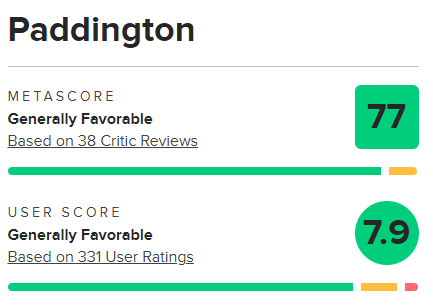 Paddington
METASCORE
Generally Favorable
77
Based on 38 Critic Reviews
USER SCORE
Generally Favorable
7.9
Based on 331 User Ratings